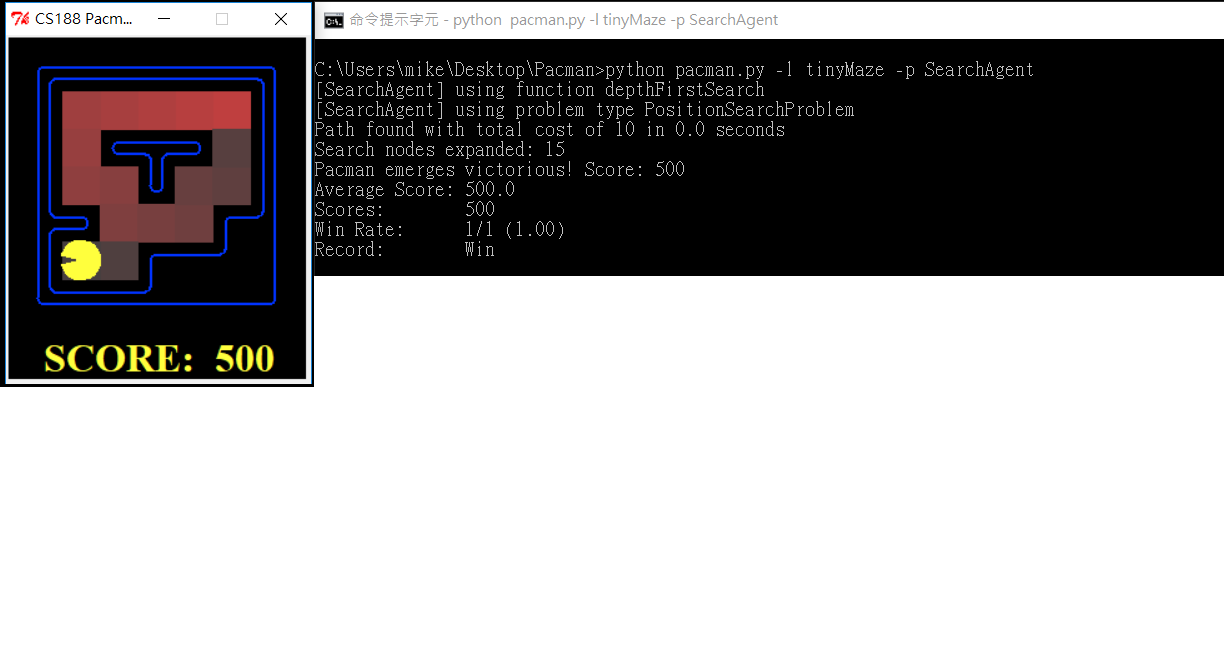 CS188 Pacm...
SCORE: 500
命令提示字元 - python  pacman.py -l tinyMaze -p SearchAgent
C:\Users\mike\Desktop\Pacman>python pacman.py -l tinyMaze -p SearchAgent
[SearchAgent] using function depthFirstSearch
[SearchAgent] using problem type PositionSearchProblem
Path found with total cost of 10 in 0.0 seconds
Search nodes expanded: 15
Pacman emerges victorious! Score: 500
Average Score: 500.0
Scores:        500
Win Rate:      1/1 (1.00)
Record:        Win